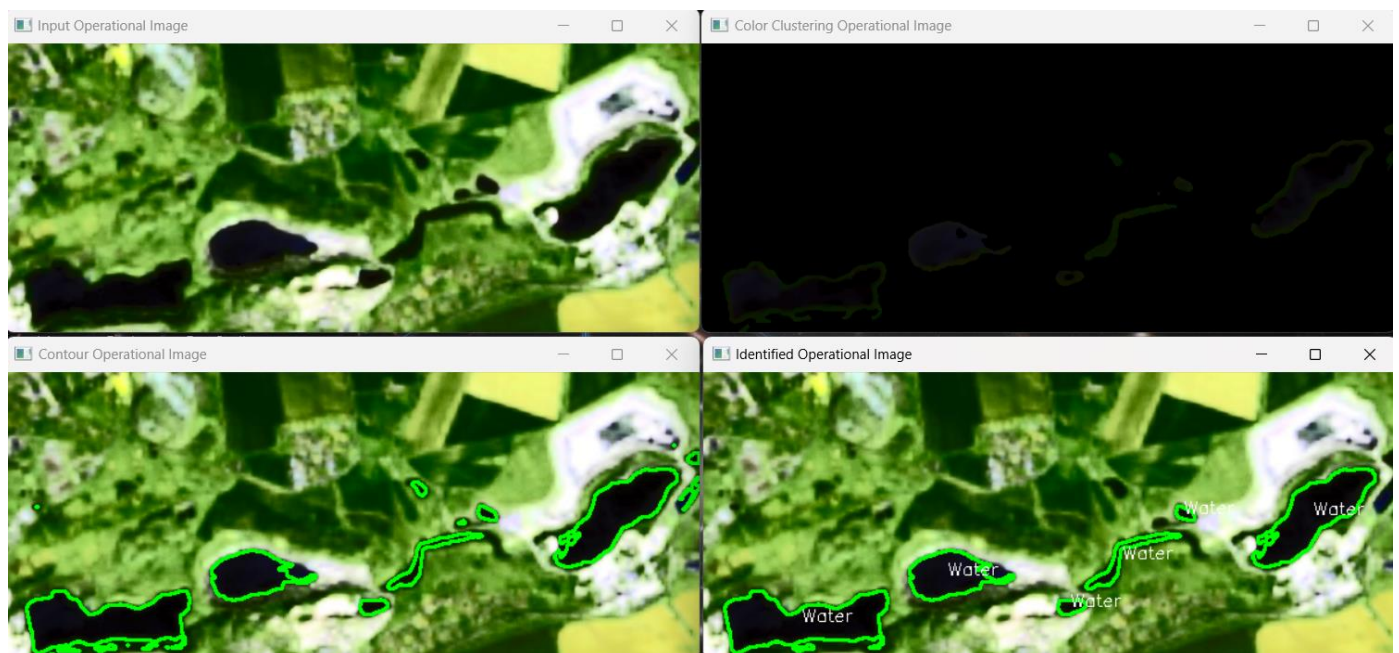 Input Operational Image
Color Clustering Operational Image
Contour Operational Image
Identified Operational Image
Water
Water
Water
Water
Water
Water